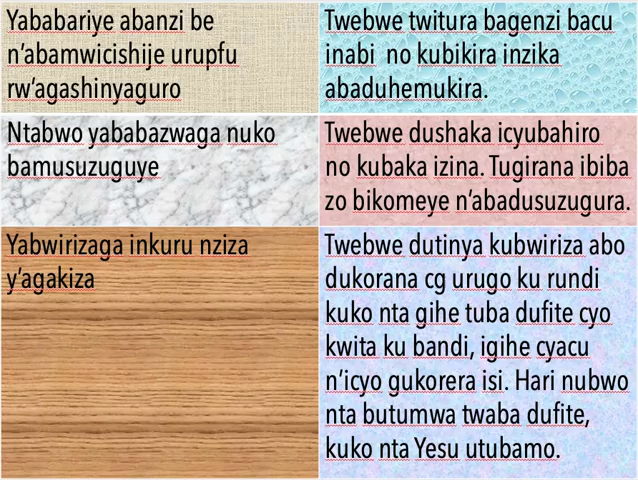 Yababariye abanzi be
n'abamwicishije urupfu
rw'agashinyaguro
Twebwe twitura bagenzi bacu
inabi no kubikira inzika
abaduhemukira.
Ntabwo yababazwaga nuko
bamusuzuguye
Twebwe dushaka icyubahiro
no kubaka izina. Tugirana ibiba
zo bikomeye n'abadusuzugura.
Yabwirizaga inkuru nziza
y'agakiza
Twebwe dutinya kubwiriza abo
dukorana cg urugo ku rundi
kuko nta gihe tuba dufite cyo
kwita ku bandi, igihe cyacu
n'icyo gukorera isi. Hari nubwo
nta butumwa twaba dufite,
kuko nta Yesu utubamo.